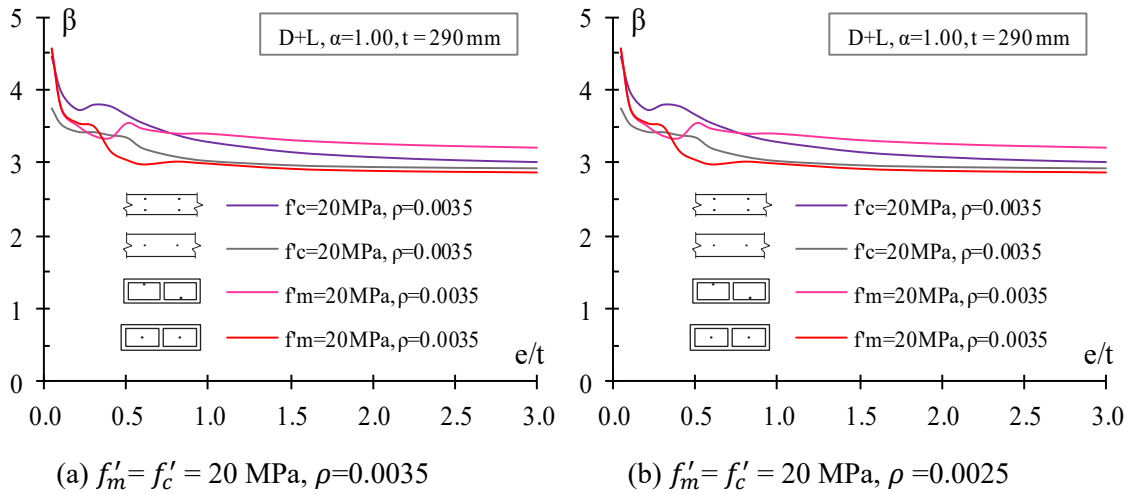 β
D+L, α=1.00, t = 290 mm
5
4
3
2
1
0
f'c=20MPa, ρ=0.0035
f'c=20MPa, ρ=0.0035
f'm=20MPa, ρ=0.0035
f'm=20MPa, ρ=0.0035
e/t
0.0 0.5 1.0 1.5 2.0 2.5 3.0
(a) f′m= f′c = 20 MPa, ρ=0.0035
β
D+L, α=1.00, t = 290 mm
5
4
3
2
1
0
f'c=20MPa, ρ=0.0035
f'c=20MPa, ρ=0.0035
f'm=20MPa, ρ=0.0035
f'm=20MPa, ρ=0.0035
e/t
0.0 0.5 1.0 1.5 2.0 2.5 3.0
(b) f′m= f′c = 20 MPa, ρ =0.0025